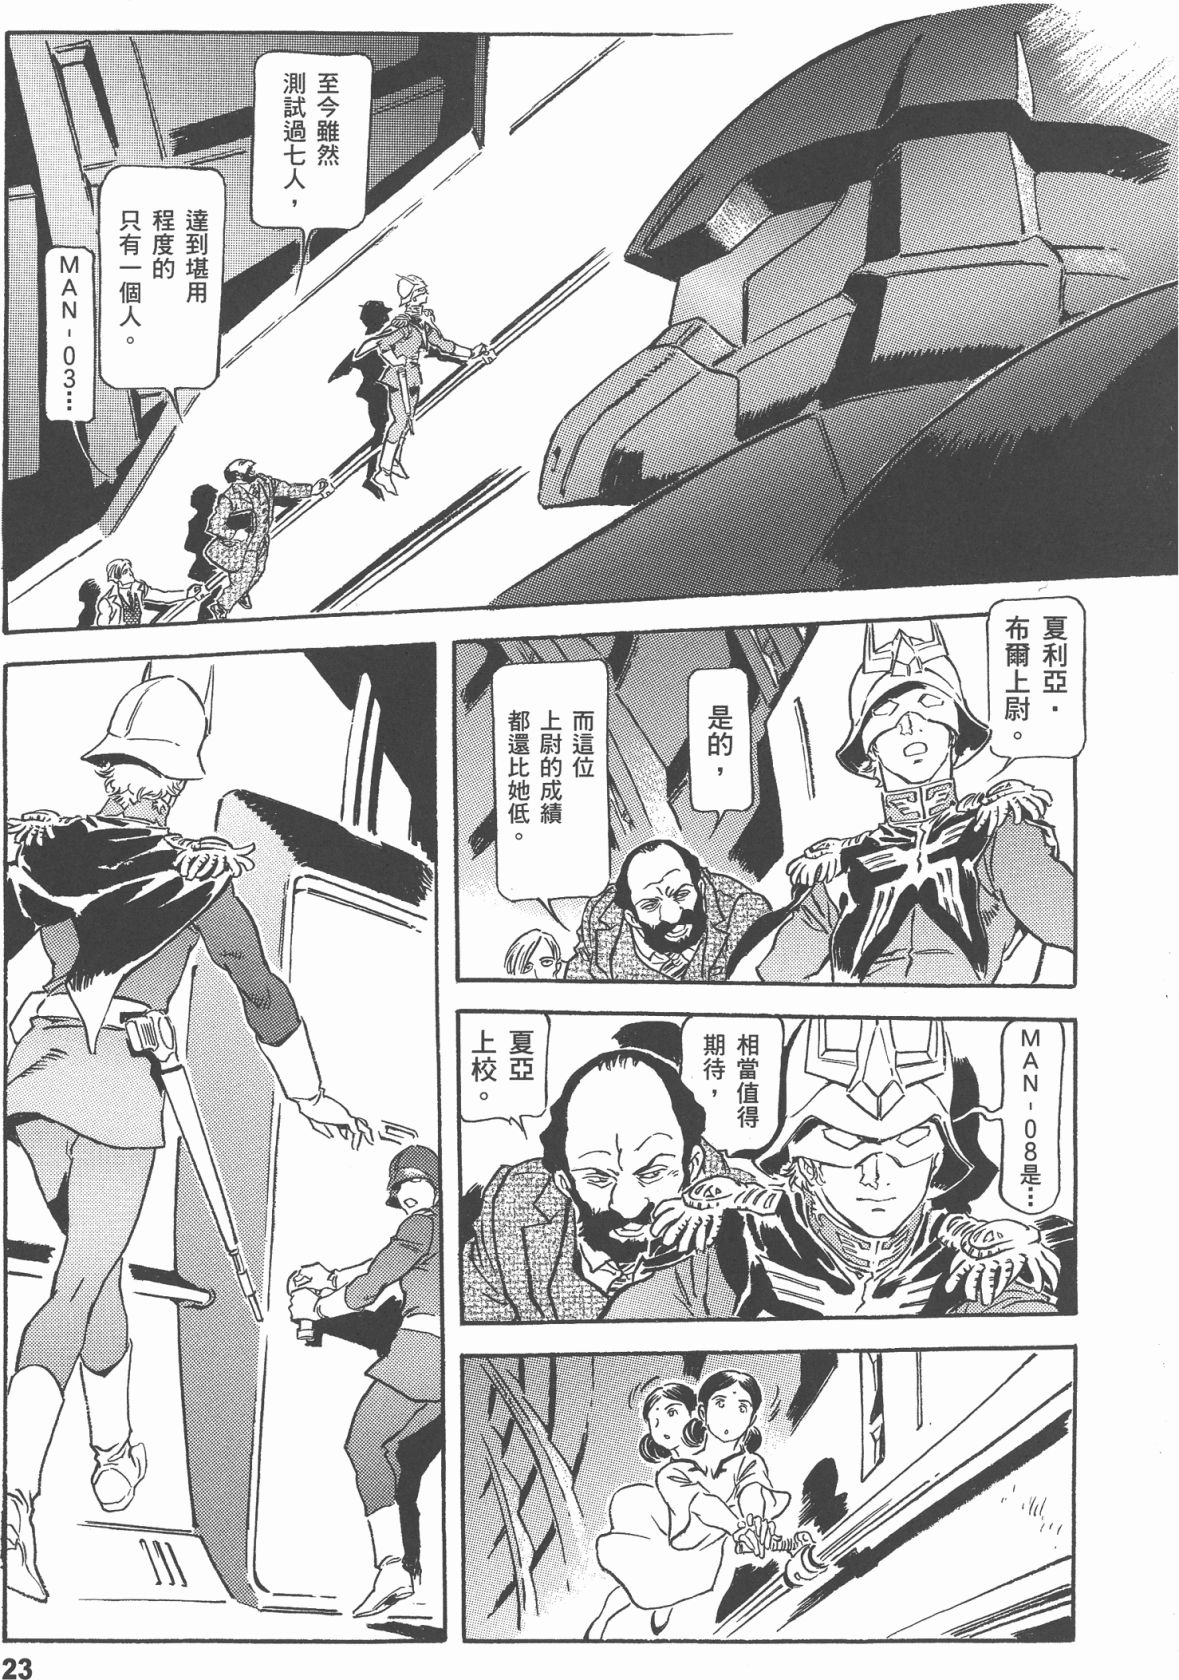 至今雖然
測試過七人，
達到堪用
程度的
只有一個人。
MAN-03⋯
夏利亞．
布爾上尉。
是的，
而這位
上尉的成績
都還比她低。
MAN-08是⋯
相當值得
期待，
夏亞
上校。
23